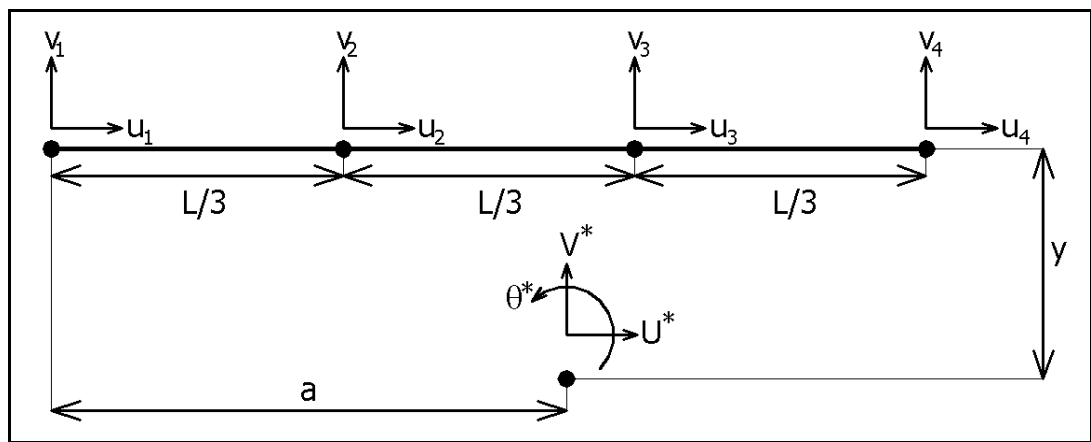 v₁ v₂ v₃ v₄
u₁ u₂ u₃ u₄
L/3 L/3 L/3
V* y
θ* U*
a